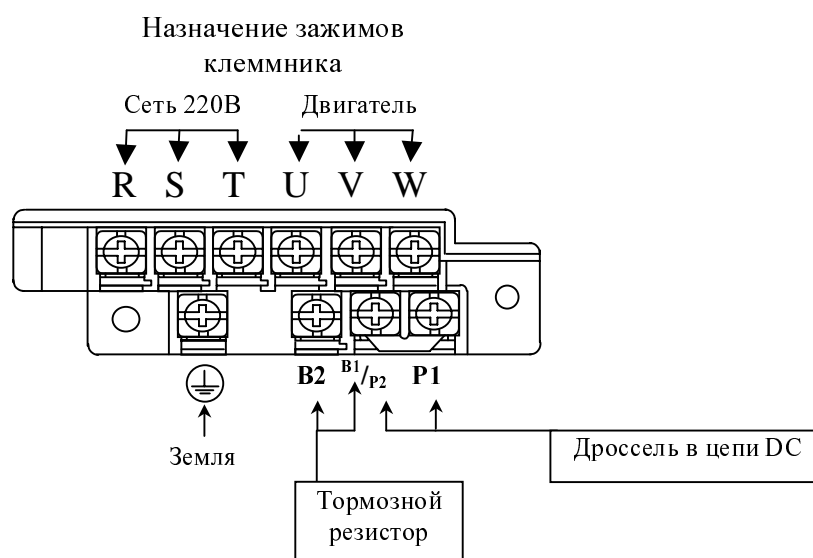 Назначение зажимов
клеммника
Сеть 220В Двигатель
R S T U V W
B2 B1/P2 P1
Земля
Дроссель в цепи DC
Тормозной
резистор